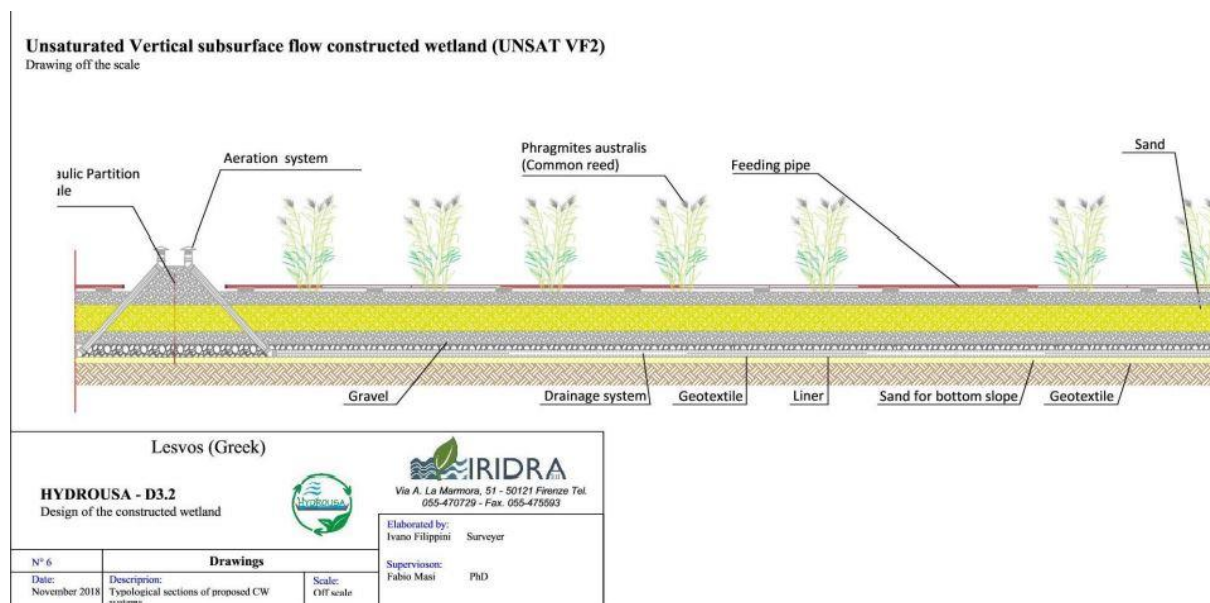 Unsaturated Vertical subsurface flow constructed wetland (UNSAT VF2)
Drawing off the scale
Aeration system
Partition
Phragmites australis
(Common reed)
Feeding pipe
Sand
Gravel
Drainage system
Geotextile
Liner
Sand for bottom slope
Geotextile
Lesvos (Greek)
HYDROUSA - D3.2
Design of the constructed wetland
HYDROUSA
IRIDRA
Via A. La Marmora, 51 - 50121 Firenze Tel.
055-470729 - Fax. 055-475593
Elaborated by:
Ivano Filippini Surveyer
Supervioson:
Fabio Masi PhD
N° 6
Drawings
Date:
November 2018
Descriprion:
Typological sections of proposed CW
Scale:
Off scale